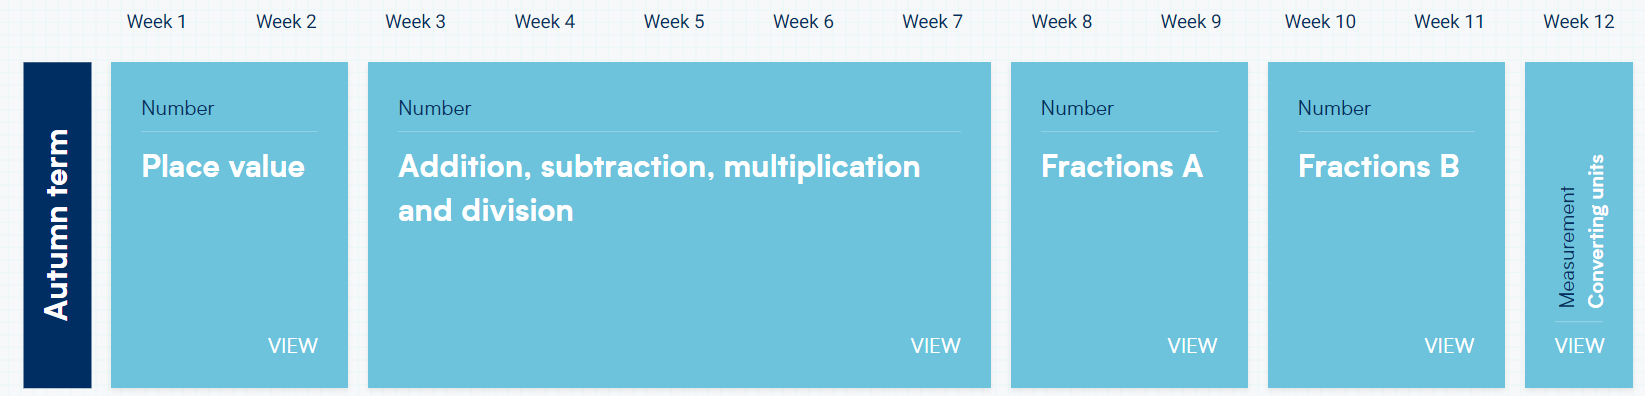 Week 1
Week 2
Week 3
Week 4
Week 5
Week 6
Week 7
Week 8
Week 9
Week 10
Week 11
Week 12
Autumn term
Number
Place value
VIEW
Number
Addition, subtraction, multiplication
and division
VIEW
Number
Fractions A
VIEW
Number
Fractions B
VIEW
Measurement
Converting units
VIEW